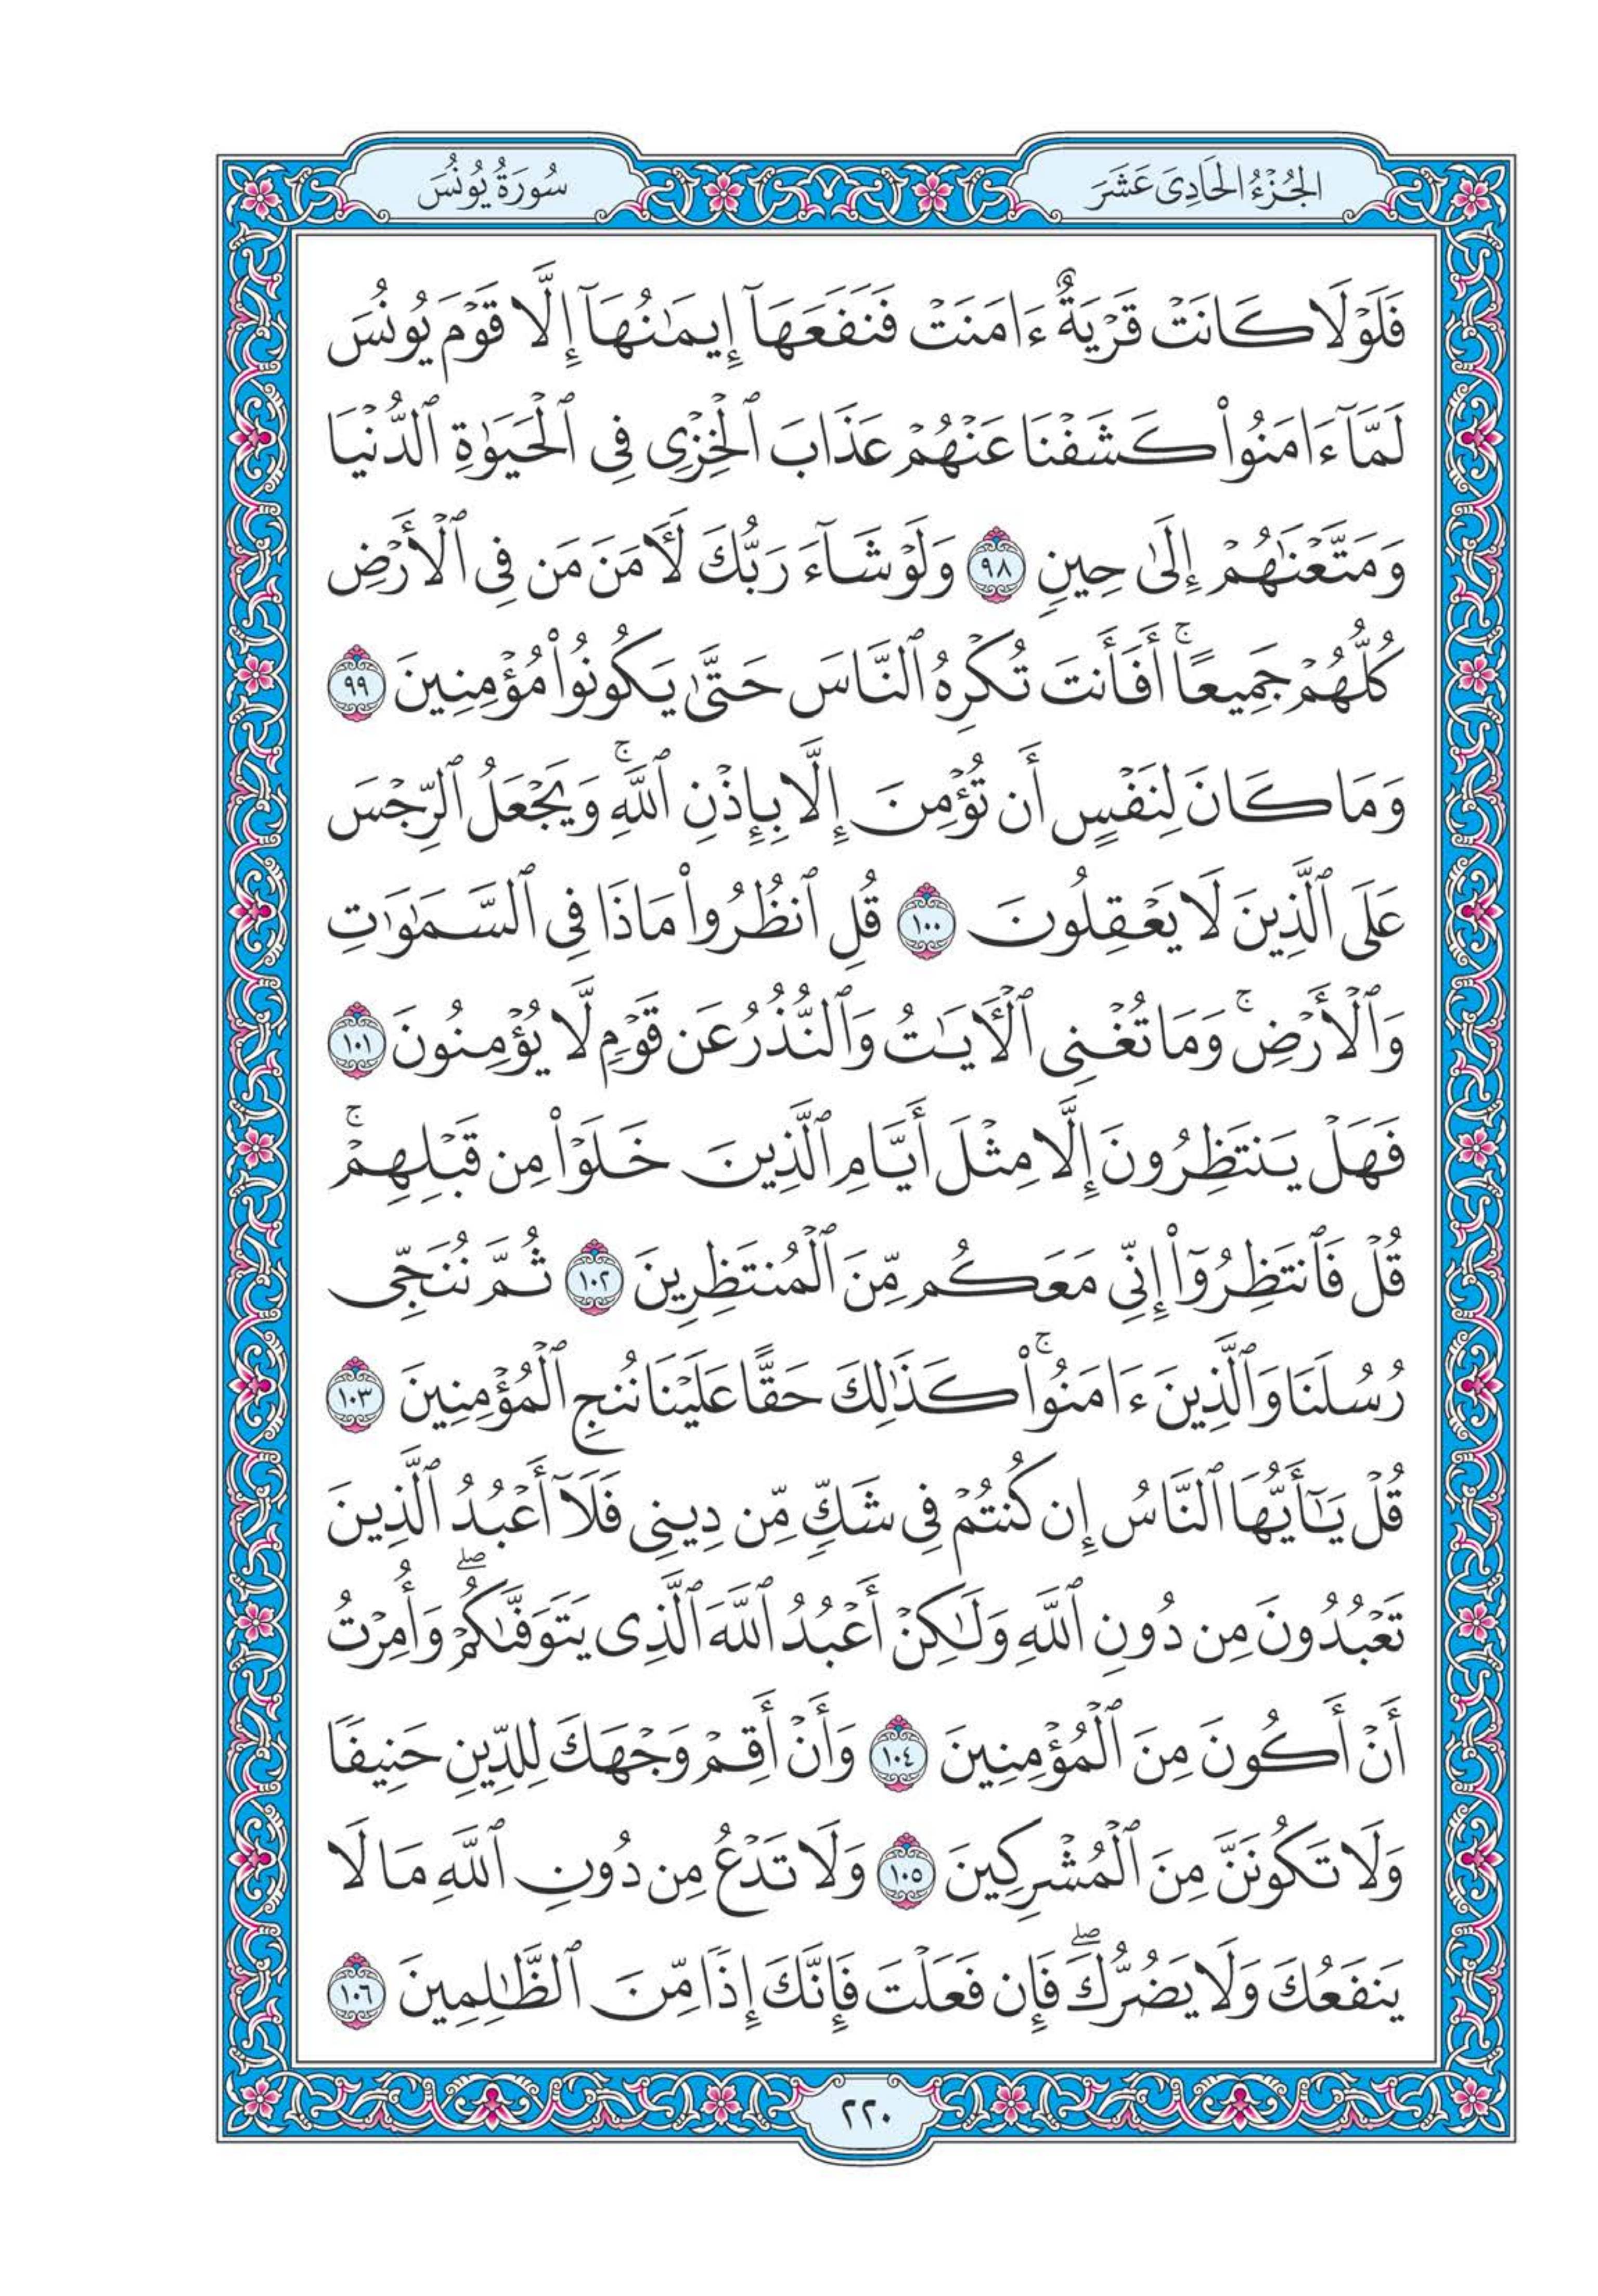 الجُزْءُ الحَادِىَ عَشَرَ
سُورَةُ يُونُسَ
فَلَوْلَا كَانَتْ قَرْيَةٌ ءَامَنَتْ فَنَفَعَهَآ إِيمَـٰنُهَآ إِلَّا قَوْمَ يُونُسَ
لَمَّآ ءَامَنُوا۟ كَشَفْنَا عَنْهُمْ عَذَابَ ٱلْخِزْىِ فِى ٱلْحَيَوٰةِ ٱلدُّنْيَا
وَمَتَّعْنَـٰهُمْ إِلَىٰ حِينٍ ٩٨ وَلَوْ شَآءَ رَبُّكَ لَـَٔامَنَ مَن فِى ٱلْأَرْضِ
كُلُّهُمْ جَمِيعًا ۚ أَفَأَنتَ تُكْرِهُ ٱلنَّاسَ حَتَّىٰ يَكُونُوا۟ مُؤْمِنِينَ ٩٩
وَمَا كَانَ لِنَفْسٍ أَن تُؤْمِنَ إِلَّا بِإِذْنِ ٱللَّهِ ۚ وَيَجْعَلُ ٱلرِّجْسَ
عَلَى ٱلَّذِينَ لَا يَعْقِلُونَ ١٠٠ قُلِ ٱنظُرُوا۟ مَاذَا فِى ٱلسَّمَـٰوَٰتِ
وَٱلْأَرْضِ ۚ وَمَا تُغْنِى ٱلْـَٔايَـٰتُ وَٱلنُّذُرُ عَن قَوْمٍ لَّا يُؤْمِنُونَ ١٠١
فَهَلْ يَنتَظِرُونَ إِلَّا مِثْلَ أَيَّامِ ٱلَّذِينَ خَلَوْا۟ مِن قَبْلِهِمْ ۚ
قُلْ فَٱنتَظِرُوٓا۟ إِنِّى مَعَكُم مِّنَ ٱلْمُنتَظِرِينَ ١٠٢ ثُمَّ نُنَجِّى
رُسُلَنَا وَٱلَّذِينَ ءَامَنُوا۟ ۚ كَذَٰلِكَ حَقًّا عَلَيْنَا نُنجِ ٱلْمُؤْمِنِينَ ١٠٣
قُلْ يَـٰٓأَيُّهَا ٱلنَّاسُ إِن كُنتُمْ فِى شَكٍّ مِّن دِينِى فَلَآ أَعْبُدُ ٱلَّذِينَ
تَعْبُدُونَ مِن دُونِ ٱللَّهِ وَلَـٰكِنْ أَعْبُدُ ٱللَّهَ ٱلَّذِى يَتَوَفَّىٰكُمْ ۖ وَأُمِرْتُ
أَنْ أَكُونَ مِنَ ٱلْمُؤْمِنِينَ ١٠٤ وَأَنْ أَقِمْ وَجْهَكَ لِلدِّينِ حَنِيفًا
وَلَا تَكُونَنَّ مِنَ ٱلْمُشْرِكِينَ ١٠٥ وَلَا تَدْعُ مِن دُونِ ٱللَّهِ مَا لَا
يَنفَعُكَ وَلَا يَضُرُّكَ ۖ فَإِن فَعَلْتَ فَإِنَّكَ إِذًا مِّنَ ٱلظَّـٰلِمِينَ ١٠٦
٢٢٠